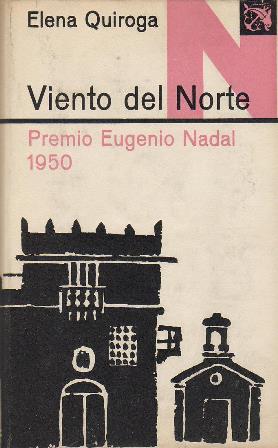 Elena Quiroga
N
Viento del Norte
Premio Eugenio Nadal
1950